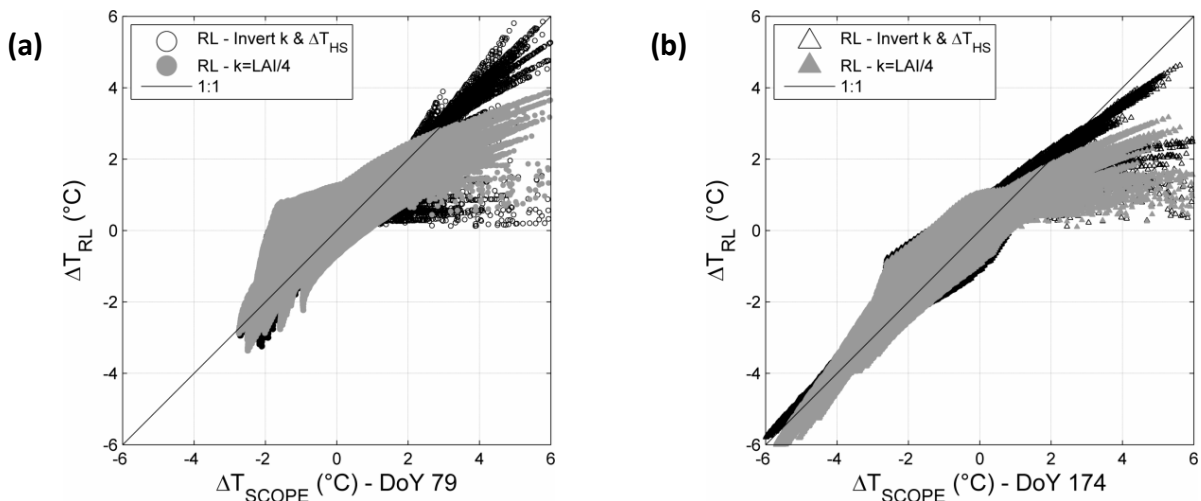 (a)
RL - Invert k & ΔT_HS
RL - k=LAI/4
1:1
6
4
2
0
-2
-4
-6
ΔT_RL (°C)
-6 -4 -2 0 2 4 6
ΔT_SCOPE (°C) - DoY 79
(b)
RL - Invert k & ΔT_HS
RL - k=LAI/4
1:1
6
4
2
0
-2
-4
-6
ΔT_RL (°C)
-6 -4 -2 0 2 4 6
ΔT_SCOPE (°C) - DoY 174